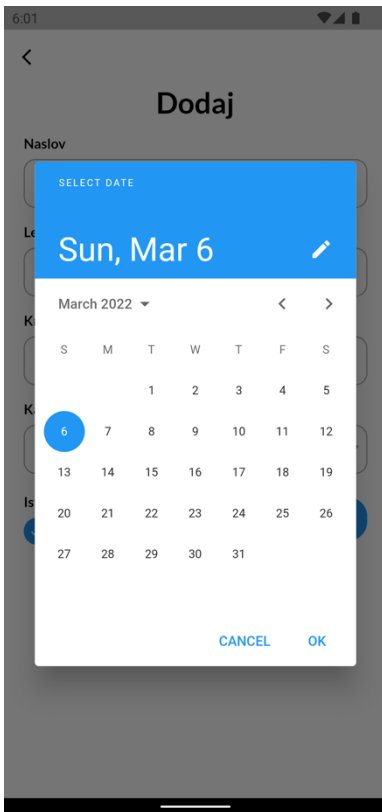 6:01
Dodaj
Naslov
SELECT DATE
Le
Sun, Mar 6
March 2022
K
S M T W T F S
1 2 3 4 5
K
6 7 8 9 10 11 12
13 14 15 16 17 18 19
Is
20 21 22 23 24 25 26
27 28 29 30 31
CANCEL OK